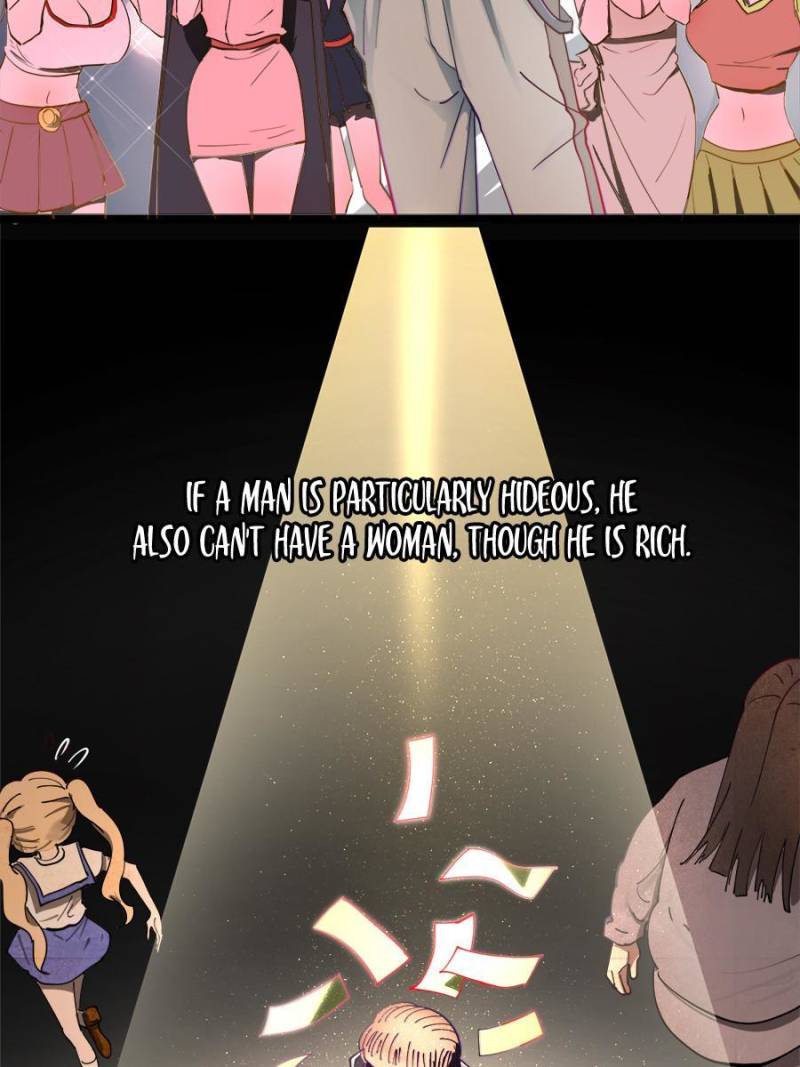 IF A MAN IS PARTICULARLY HIDEOUS, HE
ALSO CAN'T HAVE A WOMAN, THOUGH HE IS RICH.